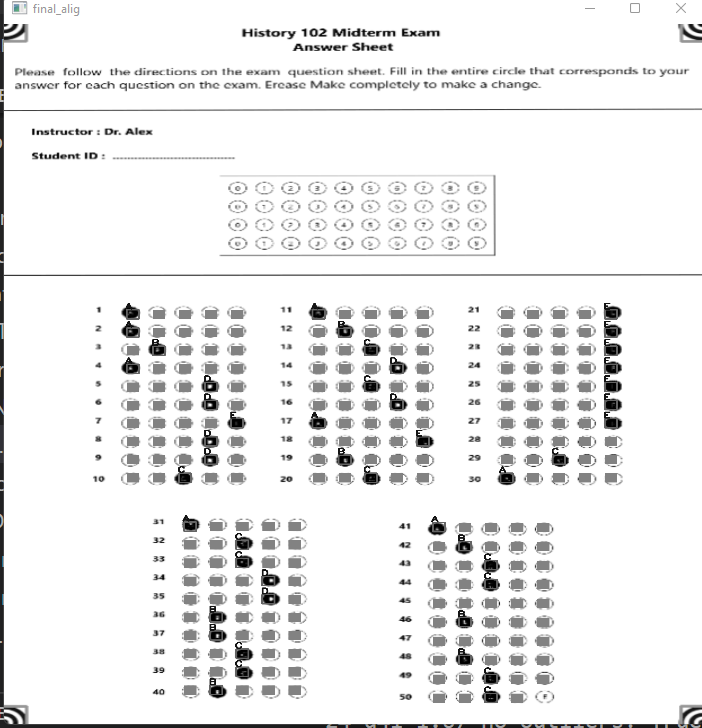 final_alig
History 102 Midterm Exam
Answer Sheet
Please follow the directions on the exam question sheet. Fill in the entire circle that corresponds to your
answer for each question on the exam. Erease Make completely to make a change.
Instructor : Dr. Alex
Student ID : ....................................
0 1 2 3 4 5 6 7 8 9
0 1 2 3 4 5 6 7 8 9
0 1 2 3 4 5 6 7 8 9
0 1 2 3 4 5 6 7 8 9
1 A
2 A
3 B
4 A
5 D
6 D
7 E
8 D
9 D
10 C
11 A
12 B
13 C
14 D
15 C
16 D
17 A
18 E
19 B
20 C
21 E
22 E
23 E
24 E
25 E
26 E
27 E
28
29 C
30 A
31 A
32 C
33 C
34 D
35 D
36 B
37 B
38 C
39 C
40 B
41 A
42 B
43 C
44 C
45
46 B
47
48 B
49 C
50 C E